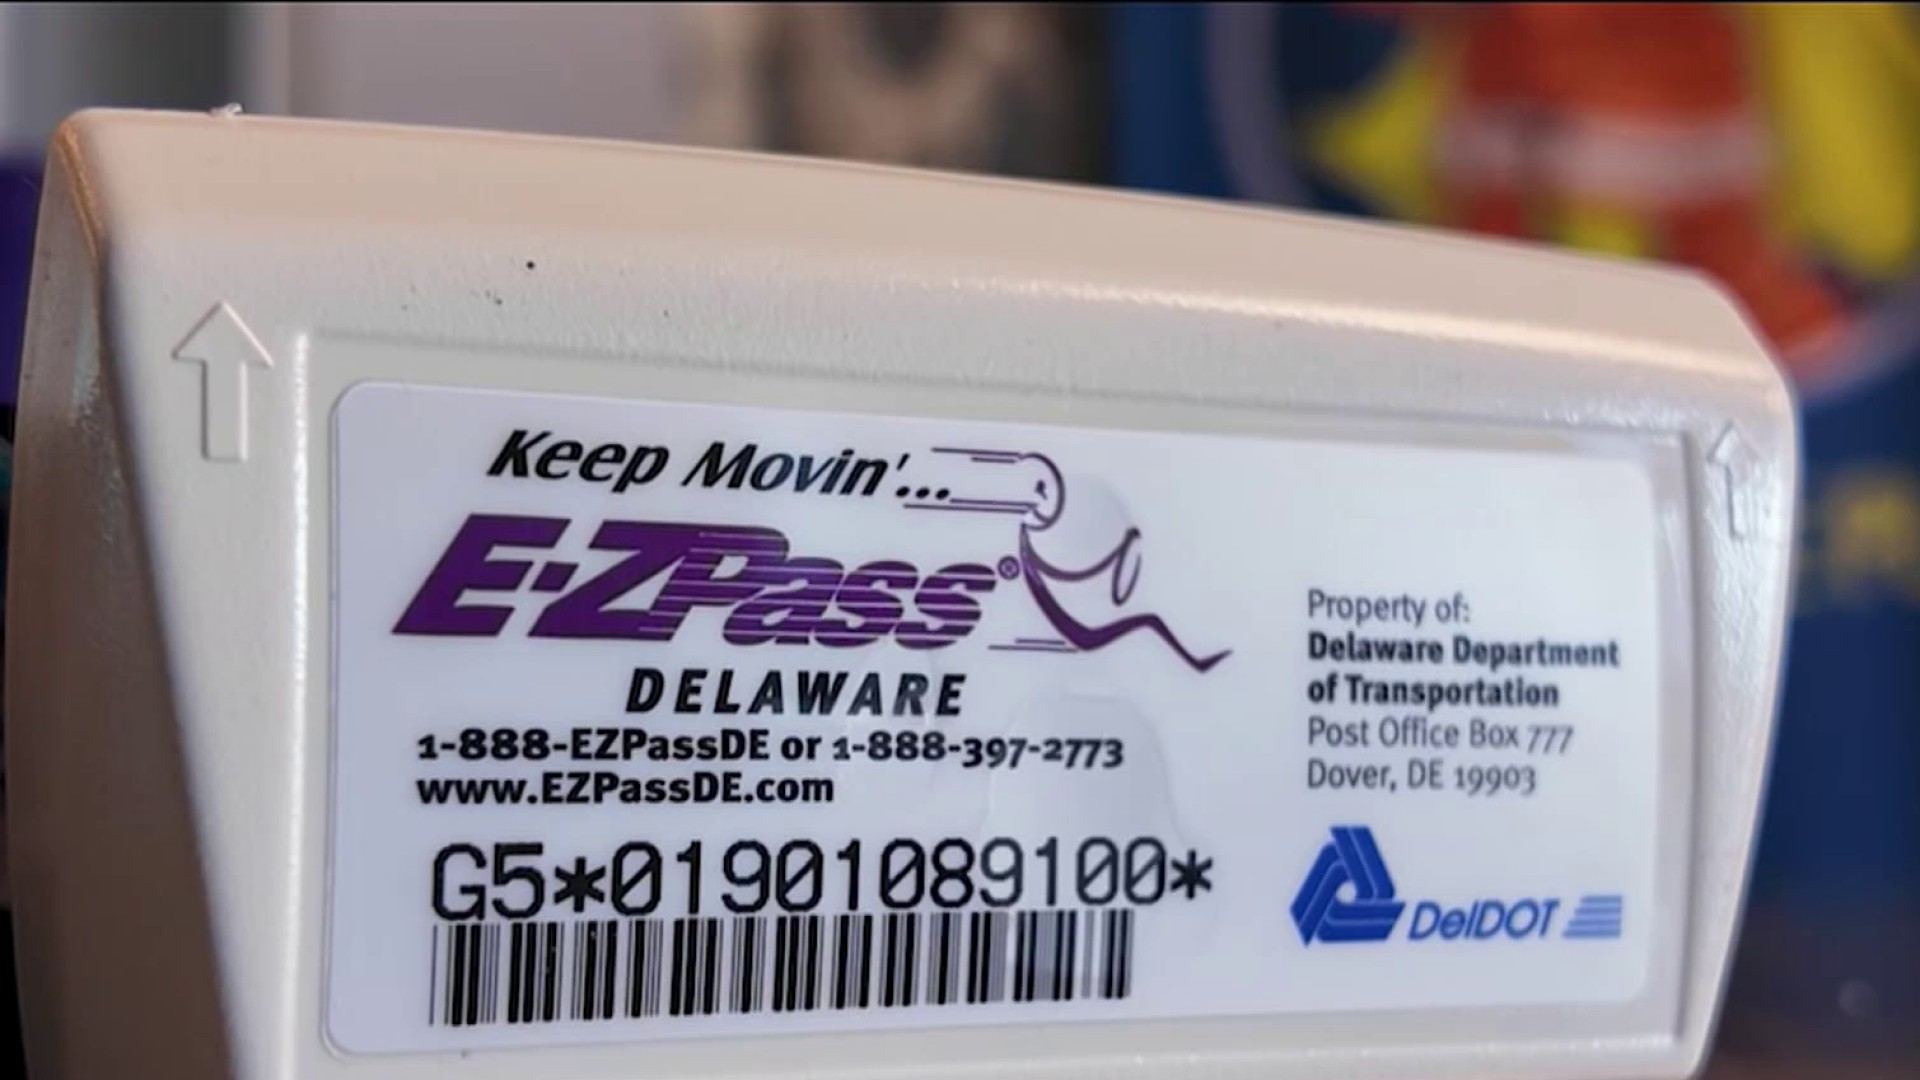 Keep Movin'...
E-ZPass®
DELAWARE
1-888-EZPassDE or 1-888-397-2773
www.EZPassDE.com
G5*01901089100*
Property of:
Delaware Department
of Transportation
Post Office Box 777
Dover, DE 19903
DelDOT